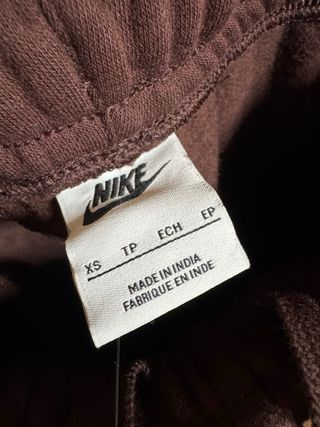 NIKE
XS TP ECH EP
MADE IN INDIA
FABRIQUE EN INDE